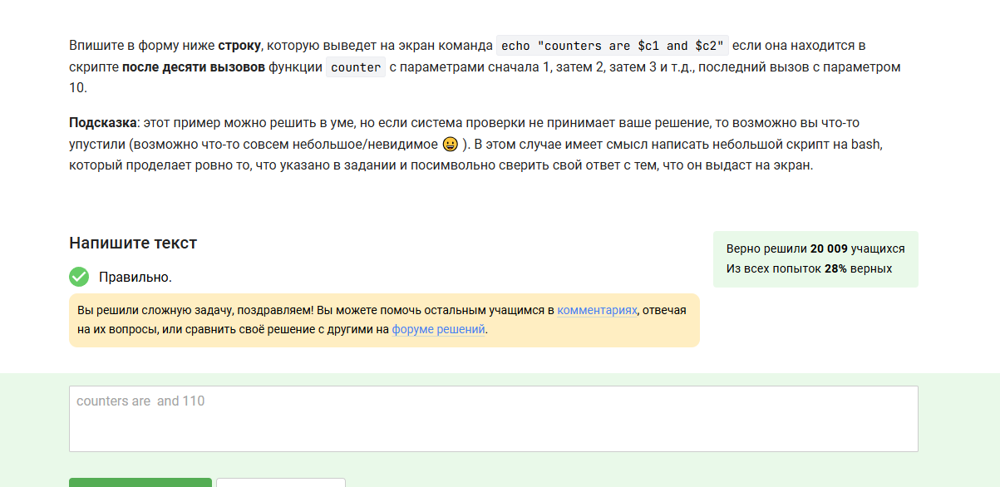 Впишите в форму ниже строку, которую выведет на экран команда echo "counters are $c1 and $c2" если она находится в
скрипте после десяти вызовов функции counter с параметрами сначала 1, затем 2, затем 3 и т.д., последний вызов с параметром
10.
Подсказка: этот пример можно решить в уме, но если система проверки не принимает ваше решение, то возможно вы что-то
упустили (возможно что-то совсем небольшое/невидимое 😀 ). В этом случае имеет смысл написать небольшой скрипт на bash,
который проделает ровно то, что указано в задании и посимвольно сверить свой ответ с тем, что он выдаст на экран.
Напишите текст
Верно решили 20 009 учащихся
Из всех попыток 28% верных
Правильно.
Вы решили сложную задачу, поздравляем! Вы можете помочь остальным учащимся в комментариях, отвечая
на их вопросы, или сравнить своё решение с другими на форуме решений.
counters are  and 110